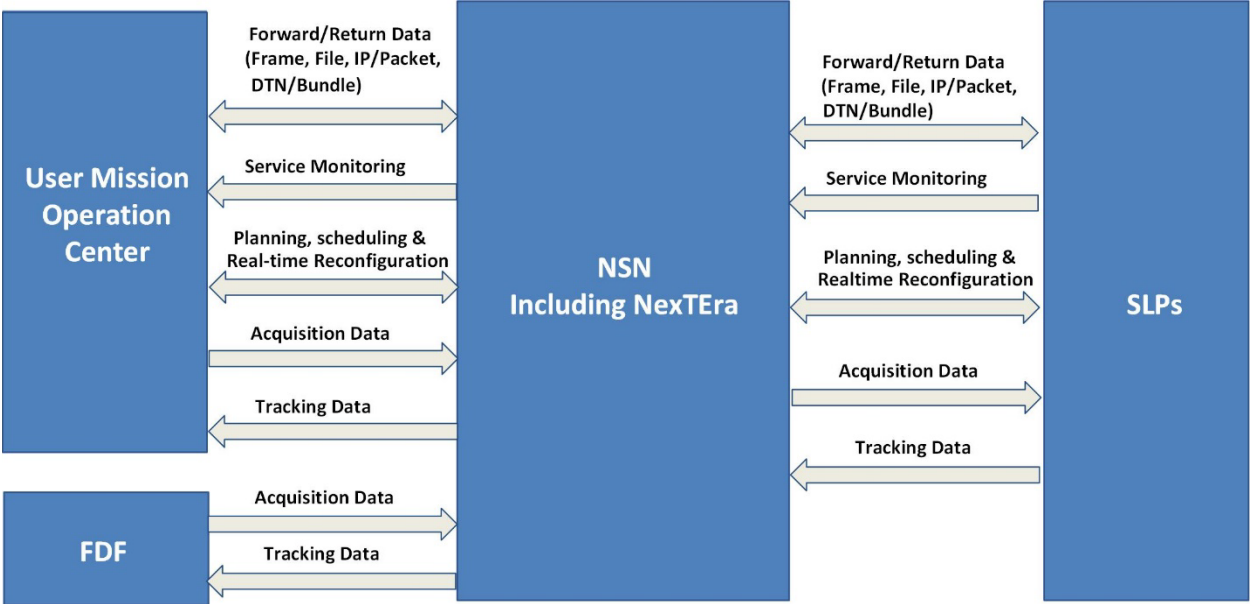 User Mission
Operation
Center
Forward/Return Data
(Frame, File, IP/Packet,
DTN/Bundle)
Service Monitoring
Planning, scheduling &
Real-time Reconfiguration
Acquisition Data
Tracking Data
FDF
Acquisition Data
Tracking Data
NSN
Including NexTEra
Forward/Return Data
(Frame, File, IP/Packet,
DTN/Bundle)
Service Monitoring
Planning, scheduling &
Realtime Reconfiguration
Acquisition Data
Tracking Data
SLPs